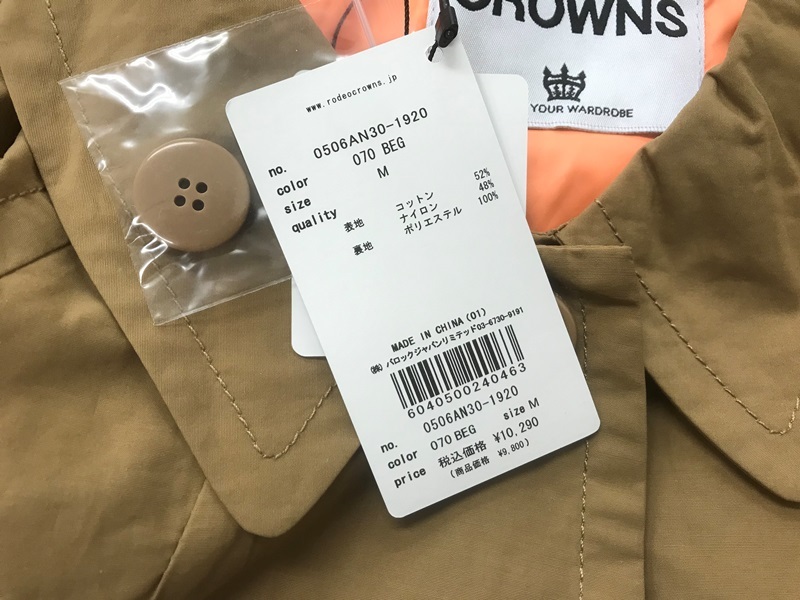 CROWNS
YOUR WARDROBE
www.rodeocrowns.jp
no. 0506AN30-1920
color 070 BEG
size M
quality
表地 コットン 52%
ナイロン 48%
裏地 ポリエステル 100%
MADE IN CHINA (01)
㈱バロックジャパンリミテッド03-6730-9191
6040500240463
no. 0506AN30-1920
color 070 BEG size M
price 税込価格 ¥10,290
(商品価格 ¥9,800)